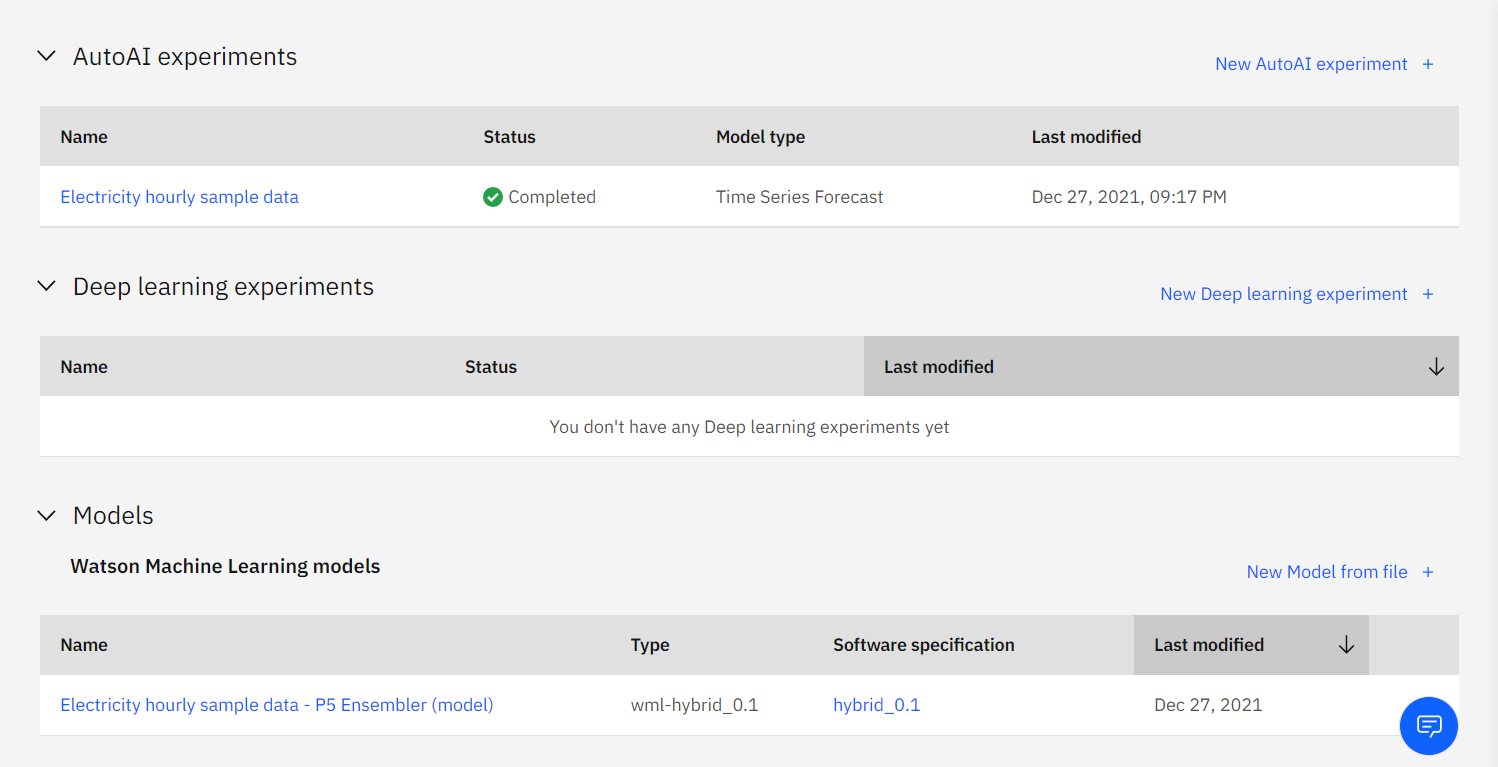 AutoAI experiments
New AutoAI experiment +
Name Status Model type Last modified
Electricity hourly sample data Completed Time Series Forecast Dec 27, 2021, 09:17 PM
Deep learning experiments
New Deep learning experiment +
Name Status Last modified
You don't have any Deep learning experiments yet
Models
Watson Machine Learning models
New Model from file +
Name Type Software specification Last modified
Electricity hourly sample data - P5 Ensembler (model) wml-hybrid_0.1 hybrid_0.1 Dec 27, 2021